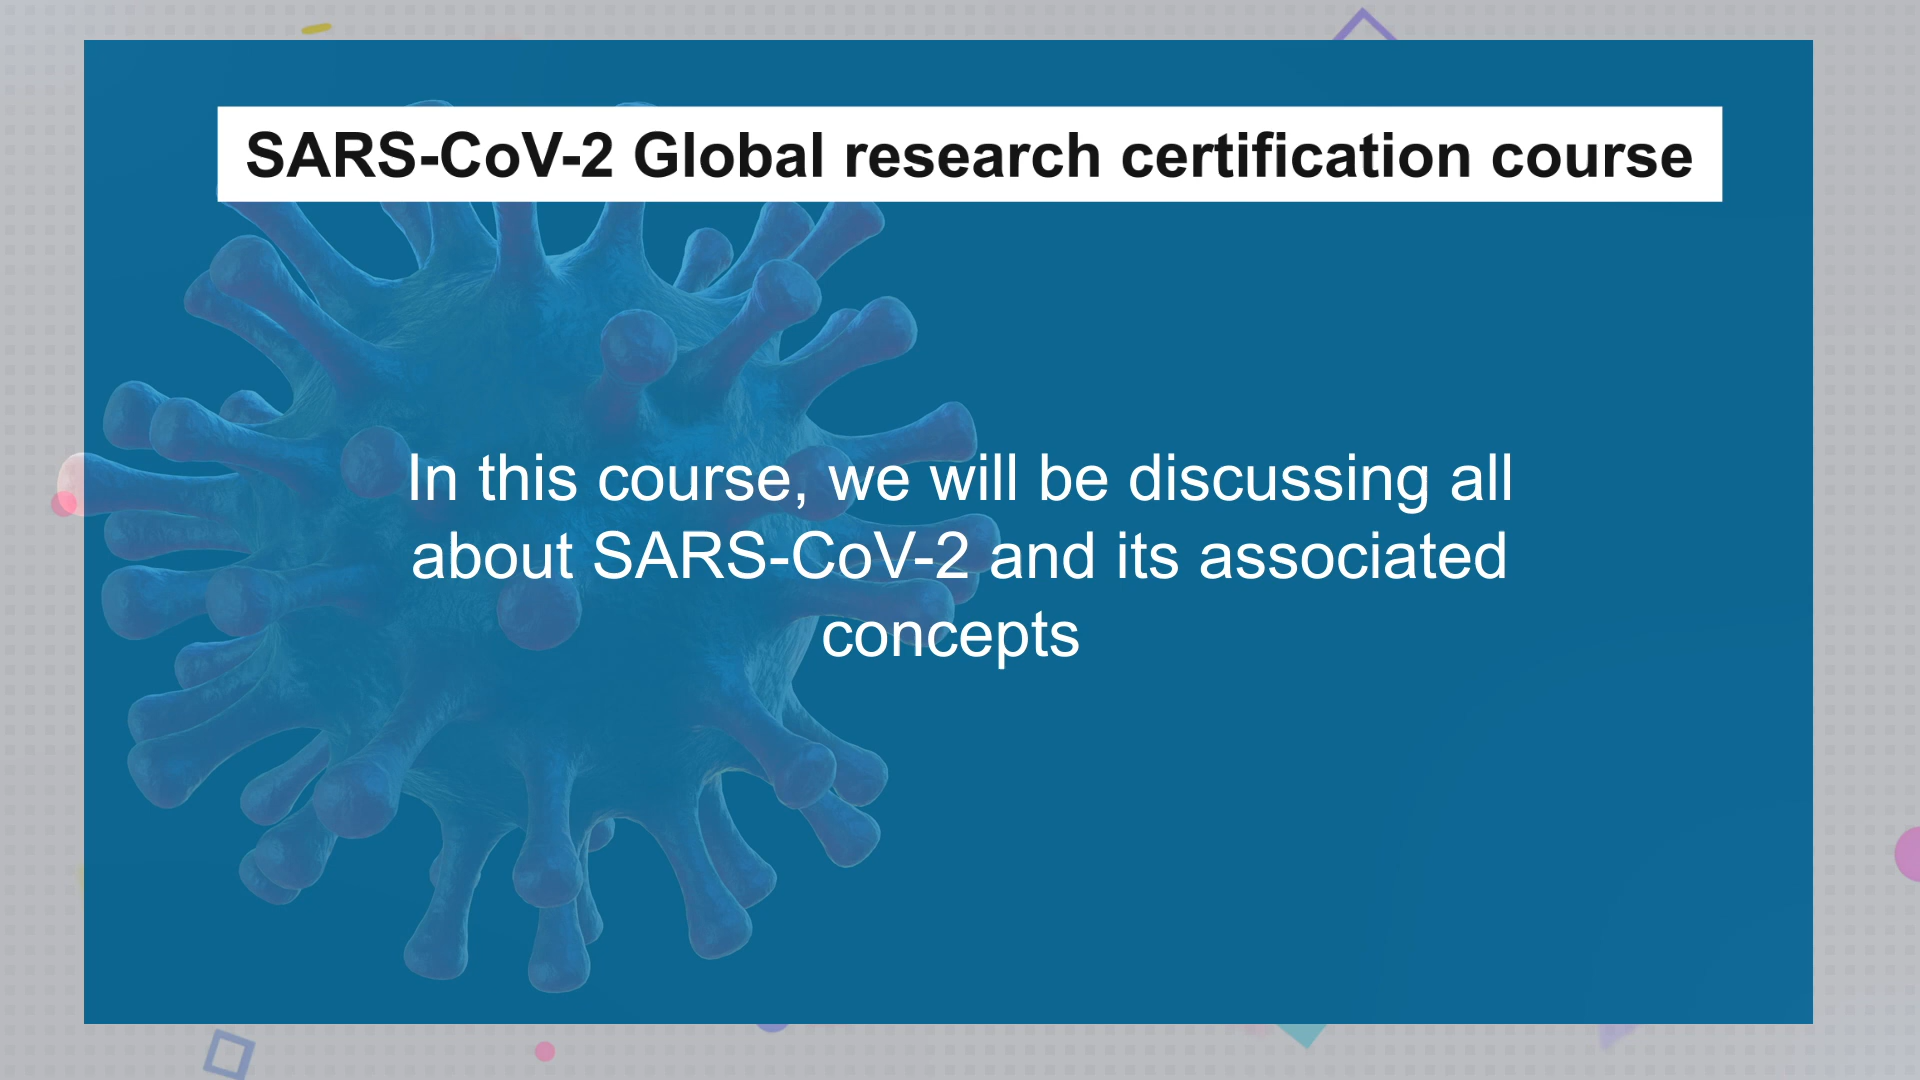 SARS-CoV-2 Global research certification course
In this course, we will be discussing all
about SARS-CoV-2 and its associated
concepts